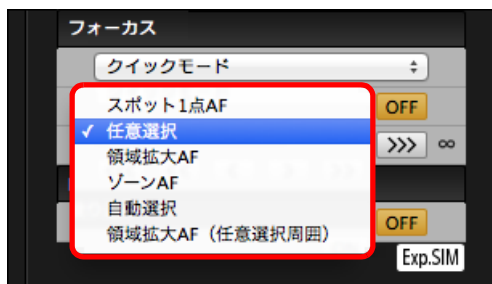 フォーカス
クイックモード
スポット1点AF
OFF
✓ 任意選択
領域拡大AF
>>> ∞
ゾーンAF
自動選択
OFF
領域拡大AF（任意選択周囲）
Exp.SIM